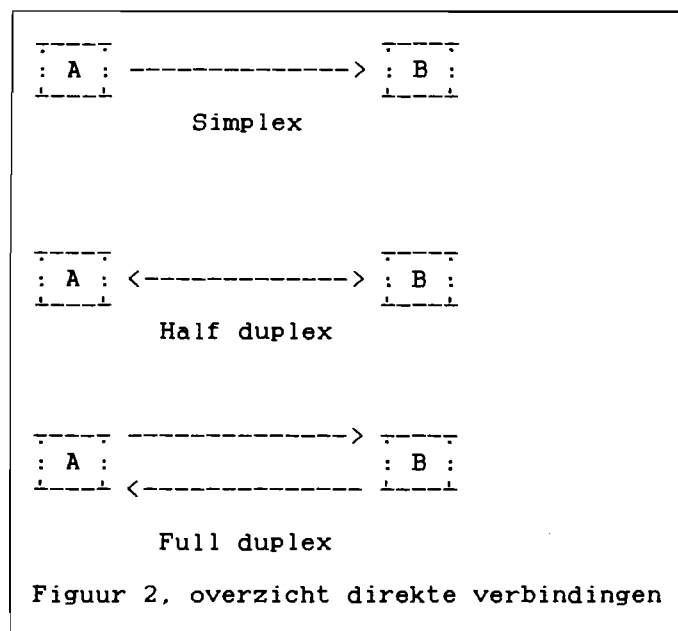 A B
Simplex
A B
Half duplex
A B
Full duplex
Figuur 2, overzicht direkte verbindingen